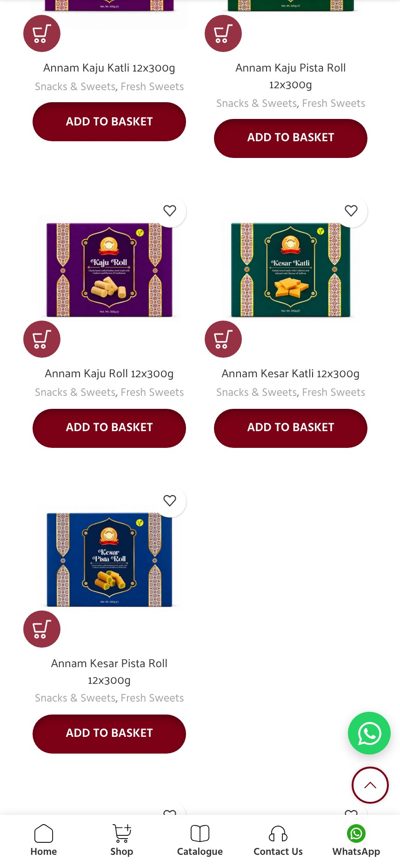 Annam Kaju Katli 12x300g
Snacks & Sweets, Fresh Sweets
ADD TO BASKET
Annam Kaju Pista Roll
12x300g
Snacks & Sweets, Fresh Sweets
ADD TO BASKET
Kaju Roll
Annam Kaju Roll 12x300g
Snacks & Sweets, Fresh Sweets
ADD TO BASKET
Kesar Katli
Annam Kesar Katli 12x300g
Snacks & Sweets, Fresh Sweets
ADD TO BASKET
Kesar
Pista Roll
Annam Kesar Pista Roll
12x300g
Snacks & Sweets, Fresh Sweets
ADD TO BASKET
Home
Shop
Catalogue
Contact Us
WhatsApp